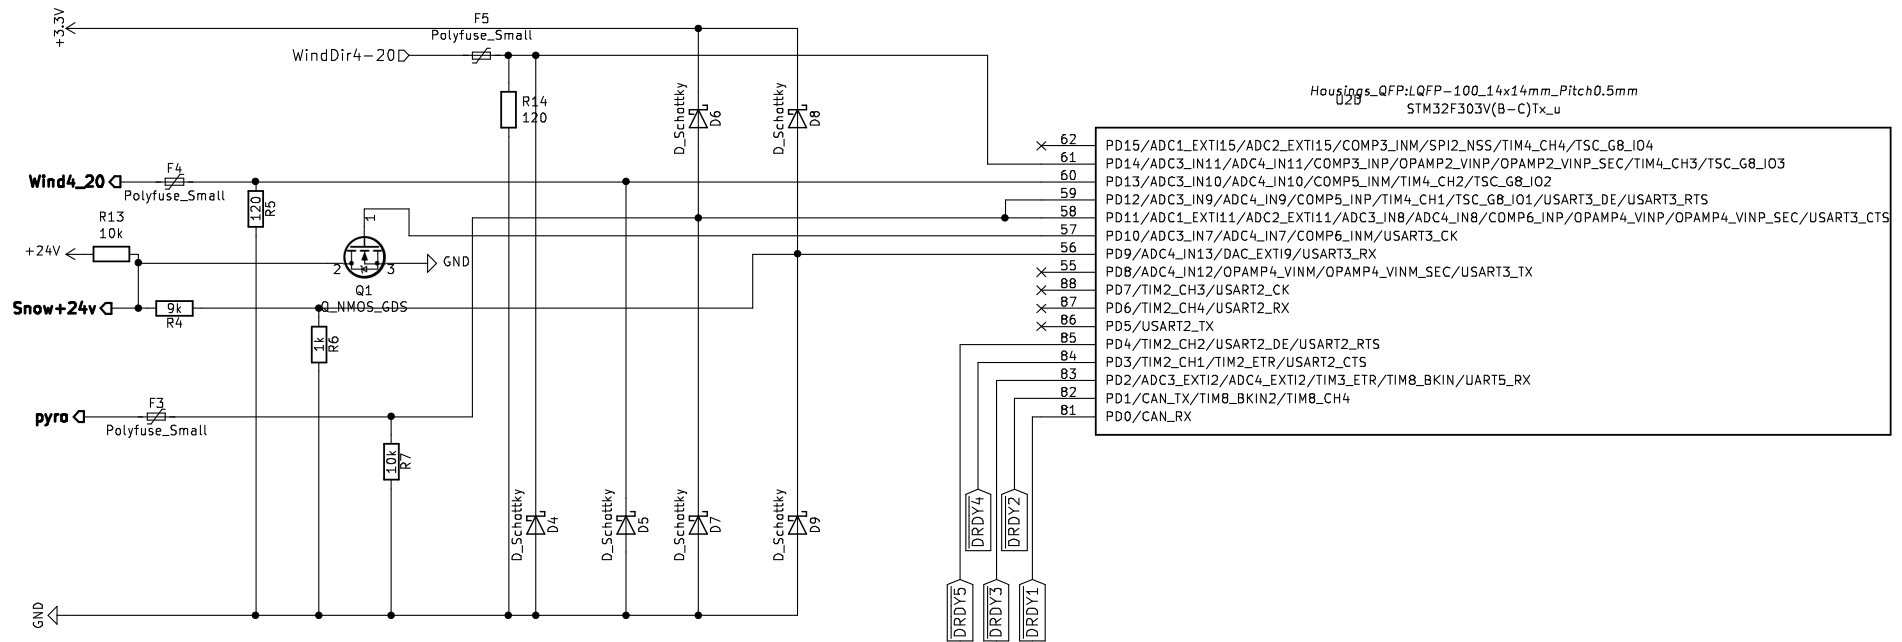 +3.3V
F5
Polyfuse_Small
WindDir4-20
R14
120
D_Schottky
D6
D_Schottky
D8
Housings_QFP:LQFP-100_14x14mm_Pitch0.5mm
U2D
STM32F303V(B-C)Tx_u
62
PD15/ADC1_EXTI15/ADC2_EXTI15/COMP3_INM/SPI2_NSS/TIM4_CH4/TSC_G8_IO4
61
PD14/ADC3_IN11/ADC4_IN11/COMP3_INP/OPAMP2_VINP/OPAMP2_VINP_SEC/TIM4_CH3/TSC_G8_IO3
60
PD13/ADC3_IN10/ADC4_IN10/COMP5_INM/TIM4_CH2/TSC_G8_IO2
59
PD12/ADC3_IN9/ADC4_IN9/COMP5_INP/TIM4_CH1/TSC_G8_IO1/USART3_DE/USART3_RTS
58
PD11/ADC1_EXTI11/ADC2_EXTI11/ADC3_IN8/ADC4_IN8/COMP6_INP/OPAMP4_VINP/OPAMP4_VINP_SEC/USART3_CTS
57
PD10/ADC3_IN7/ADC4_IN7/COMP6_INM/USART3_CK
56
PD9/ADC4_IN13/DAC_EXTI9/USART3_RX
55
PD8/ADC4_IN12/OPAMP4_VINM/OPAMP4_VINM_SEC/USART3_TX
88
PD7/TIM2_CH3/USART2_CK
87
PD6/TIM2_CH4/USART2_RX
86
PD5/USART2_TX
85
PD4/TIM2_CH2/USART2_DE/USART2_RTS
84
PD3/TIM2_CH1/TIM2_ETR/USART2_CTS
83
PD2/ADC3_EXTI2/ADC4_EXTI2/TIM3_ETR/TIM8_BKIN/UART5_RX
82
PD1/CAN_TX/TIM8_BKIN2/TIM8_CH4
81
PD0/CAN_RX
Wind4_20
F4
Polyfuse_Small
120
R5
R13
10k
+24V
1
2
3
GND
Q1
Q_NMOS_GDS
Snow+24v
9k
R4
1k
R6
pyro
F3
Polyfuse_Small
10k
R7
D_Schottky
D4
D_Schottky
D5
D_Schottky
D7
D_Schottky
D9
DRDY4
DRDY2
DRDY5
DRDY3
DRDY1
GND